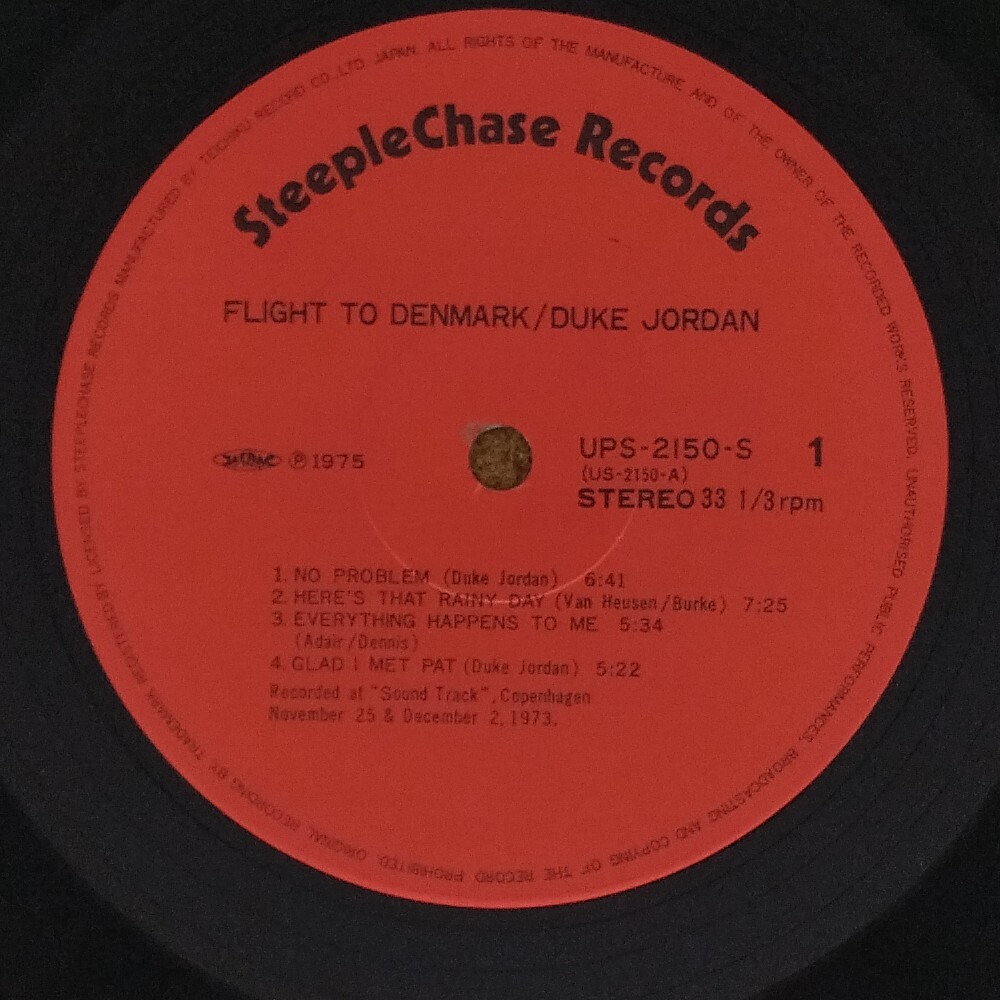 SteepleChase Records
FLIGHT TO DENMARK/DUKE JORDAN
Ⓟ1975
UPS-2150-S 1
(US-2150-A)
STEREO 33 1/3rpm
1. NO PROBLEM (Duke Jordan) 6:41
2. HERE'S THAT RAINY DAY (Van Heusen/Burke) 7:25
3. EVERYTHING HAPPENS TO ME 5:34
(Adair/Dennis)
4. GLAD I MET PAT (Duke Jordan) 5:22
Recorded at "Sound Track", Copenhagen
November 25 & December 2, 1973.
ORIGINAL RECORDING BY TRADEMARK REGISTERED BY LICENSED BY STEEPLECHASE RECORDS MANUFACTURED BY TEICHIKU RECORD CO., LTD. JAPAN. ALL RIGHTS OF THE MANUFACTURE AND OF THE OWNER OF THE RECORDED WORKS RESERVED. UNAUTHORISED PUBLIC PERFORMANCES, BROADCASTING AND COPYING OF THE RECORD PROHIBITED.